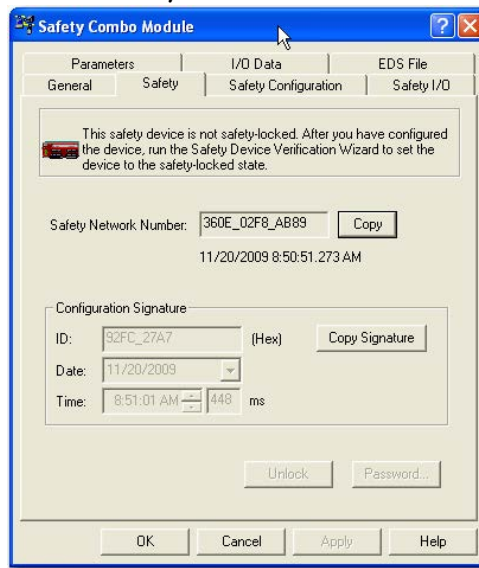 Safety Combo Module
Parameters I/O Data EDS File
General Safety Safety Configuration Safety I/O
This safety device is not safety-locked. After you have configured
the device, run the Safety Device Verification Wizard to set the
device to the safety-locked state.
Safety Network Number: 360E_02F8_AB89 Copy
11/20/2009 8:50:51.273 AM
Configuration Signature
ID: 92FC_27A7 (Hex) Copy Signature
Date: 11/20/2009
Time: 8:51:01 AM 448 ms
Unlock Password...
OK Cancel Apply Help